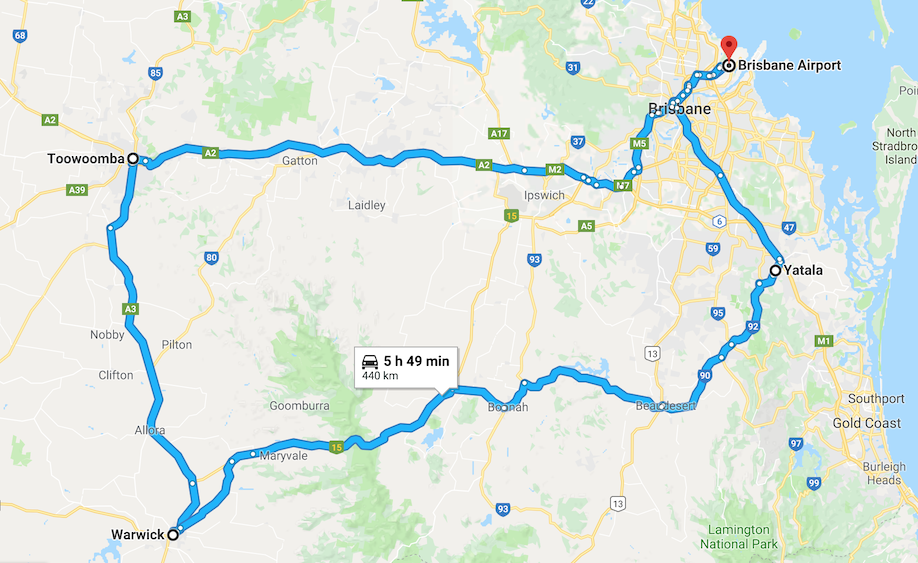 22
A3
68
31
85
Brisbane Airport
Poi
Brisbane
A2
A17
37
M5
North
Stradbro
Isl
Toowoomba
A2
Gatton
A2
M2
M7
A39
Ipswich
Laidley
15
A5
6
47
80
93
59
Yatala
A3
Nobby
Pilton
95
92
M1
5 h 49 min
440 km
13
Clifton
90
Goomburra
Boonah
Beaudesert
Southport
Gold Coast
Allora
15
Maryvale
97
Burleigh
Heads
99
93
13
Warwick
Lamington
National Park